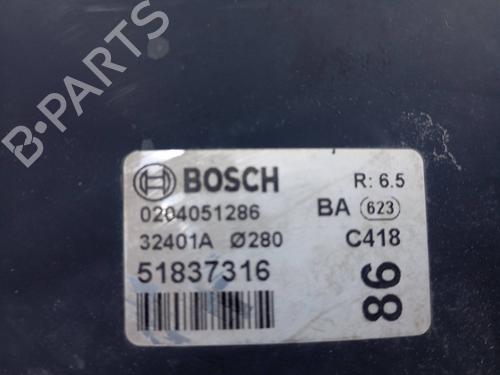 B-PARTS
BOSCH R: 6.5
0204051286 BA 623
32401A Ø280 C418
51837316
86